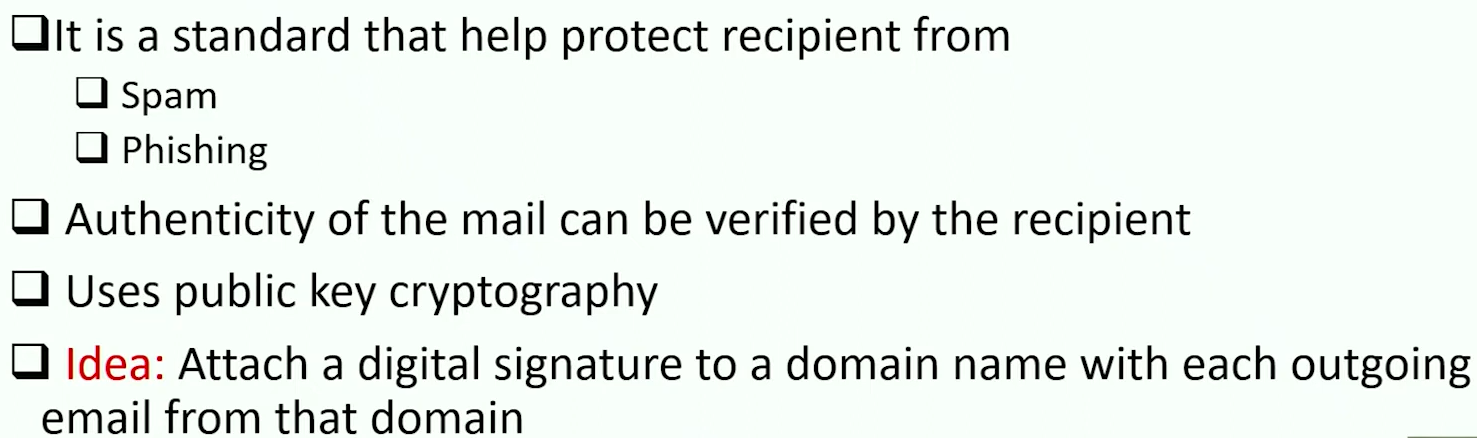 ❑It is a standard that help protect recipient from
❑ Spam
❑ Phishing
❑ Authenticity of the mail can be verified by the recipient
❑ Uses public key cryptography
❑ Idea: Attach a digital signature to a domain name with each outgoing
email from that domain